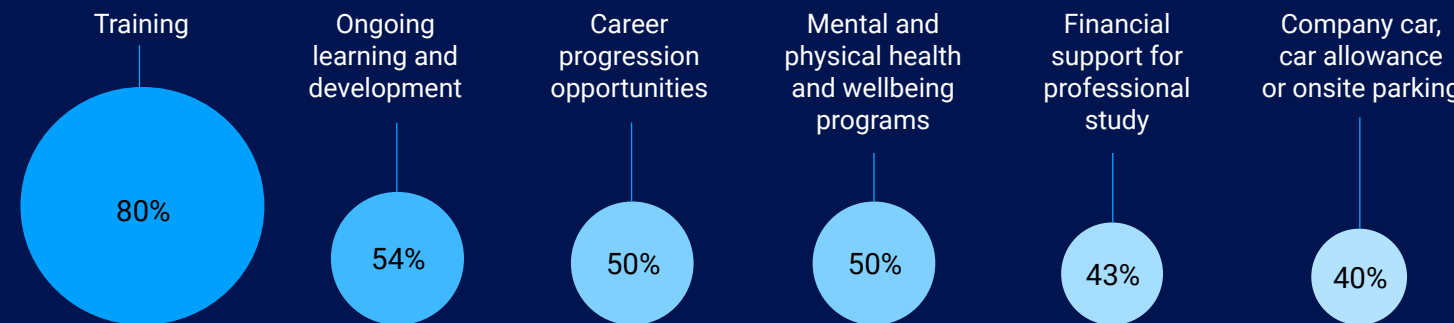 Training
80%
Ongoing
learning and
development
54%
Career
progression
opportunities
50%
Mental and
physical health
and wellbeing
programs
50%
Financial
support for
professional
study
43%
Company car,
car allowance
or onsite parking
40%